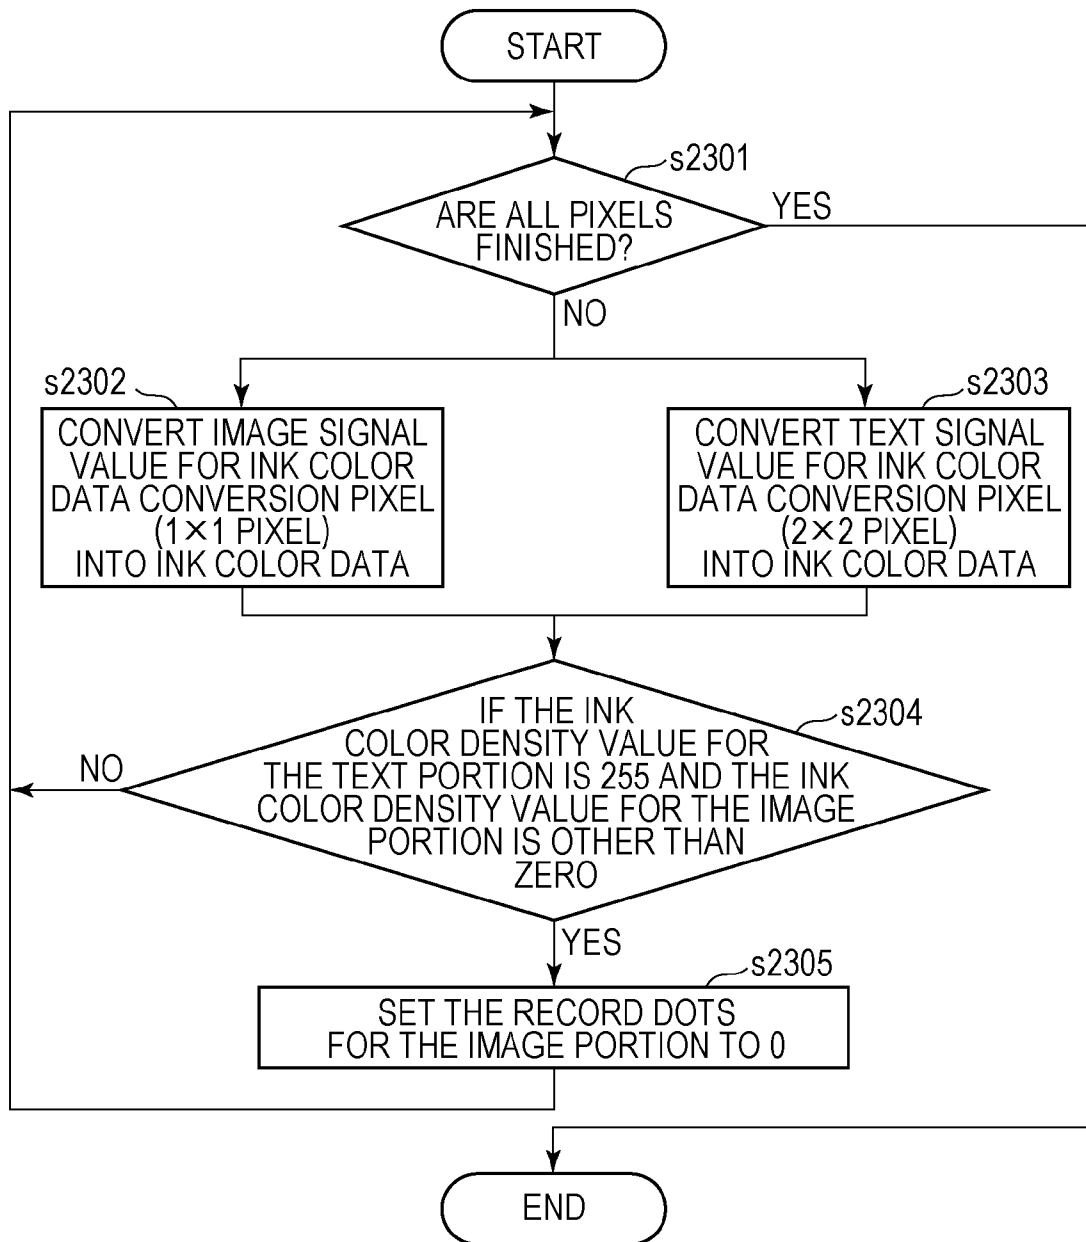 START
s2301
ARE ALL PIXELS
FINISHED?
YES
NO
s2302
CONVERT IMAGE SIGNAL
VALUE FOR INK COLOR
DATA CONVERSION PIXEL
(1×1 PIXEL)
INTO INK COLOR DATA
s2303
CONVERT TEXT SIGNAL
VALUE FOR INK COLOR
DATA CONVERSION PIXEL
(2×2 PIXEL)
INTO INK COLOR DATA
s2304
IF THE INK
COLOR DENSITY VALUE FOR
THE TEXT PORTION IS 255 AND THE INK
COLOR DENSITY VALUE FOR THE IMAGE
PORTION IS OTHER THAN
ZERO
NO
YES
s2305
SET THE RECORD DOTS
FOR THE IMAGE PORTION TO 0
END